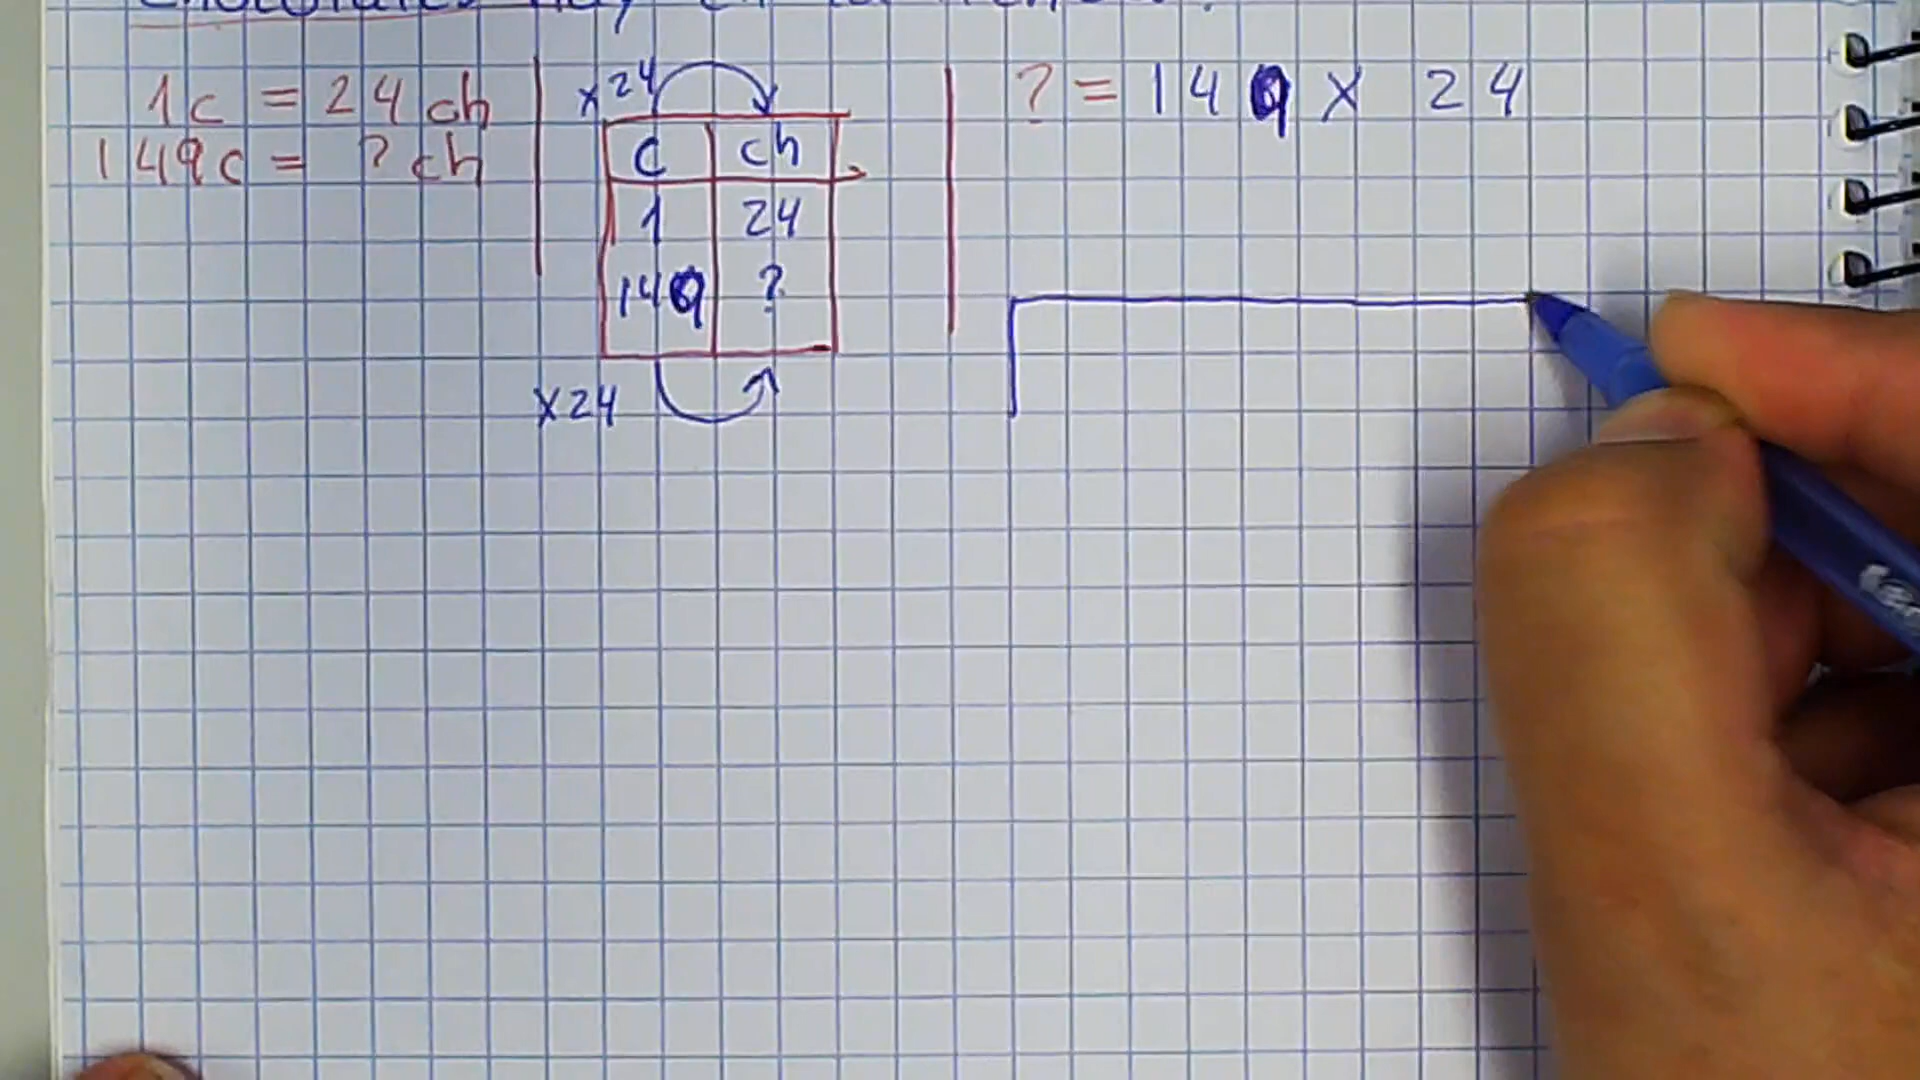 1c = 24 ch
149c = ? ch
x24
c ch
1 24
149 ?
x24
? = 149 x 24